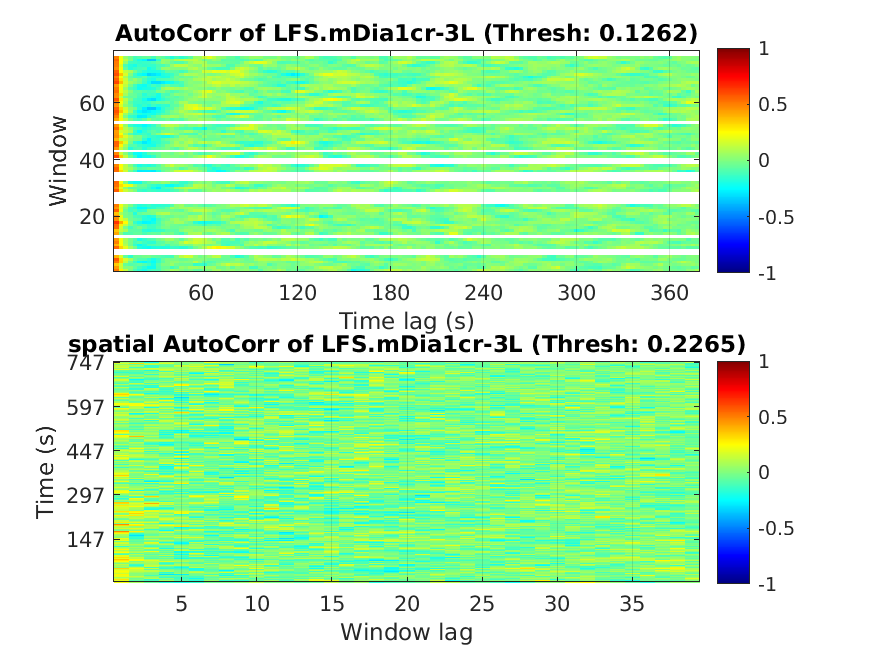 AutoCorr of LFS.mDia1cr-3L (Thresh: 0.1262)
Window
60
40
20
60 120 180 240 300 360
Time lag (s)
1
0.5
0
-0.5
-1
spatial AutoCorr of LFS.mDia1cr-3L (Thresh: 0.2265)
Time (s)
747
597
447
297
147
5 10 15 20 25 30 35
Window lag
1
0.5
0
-0.5
-1